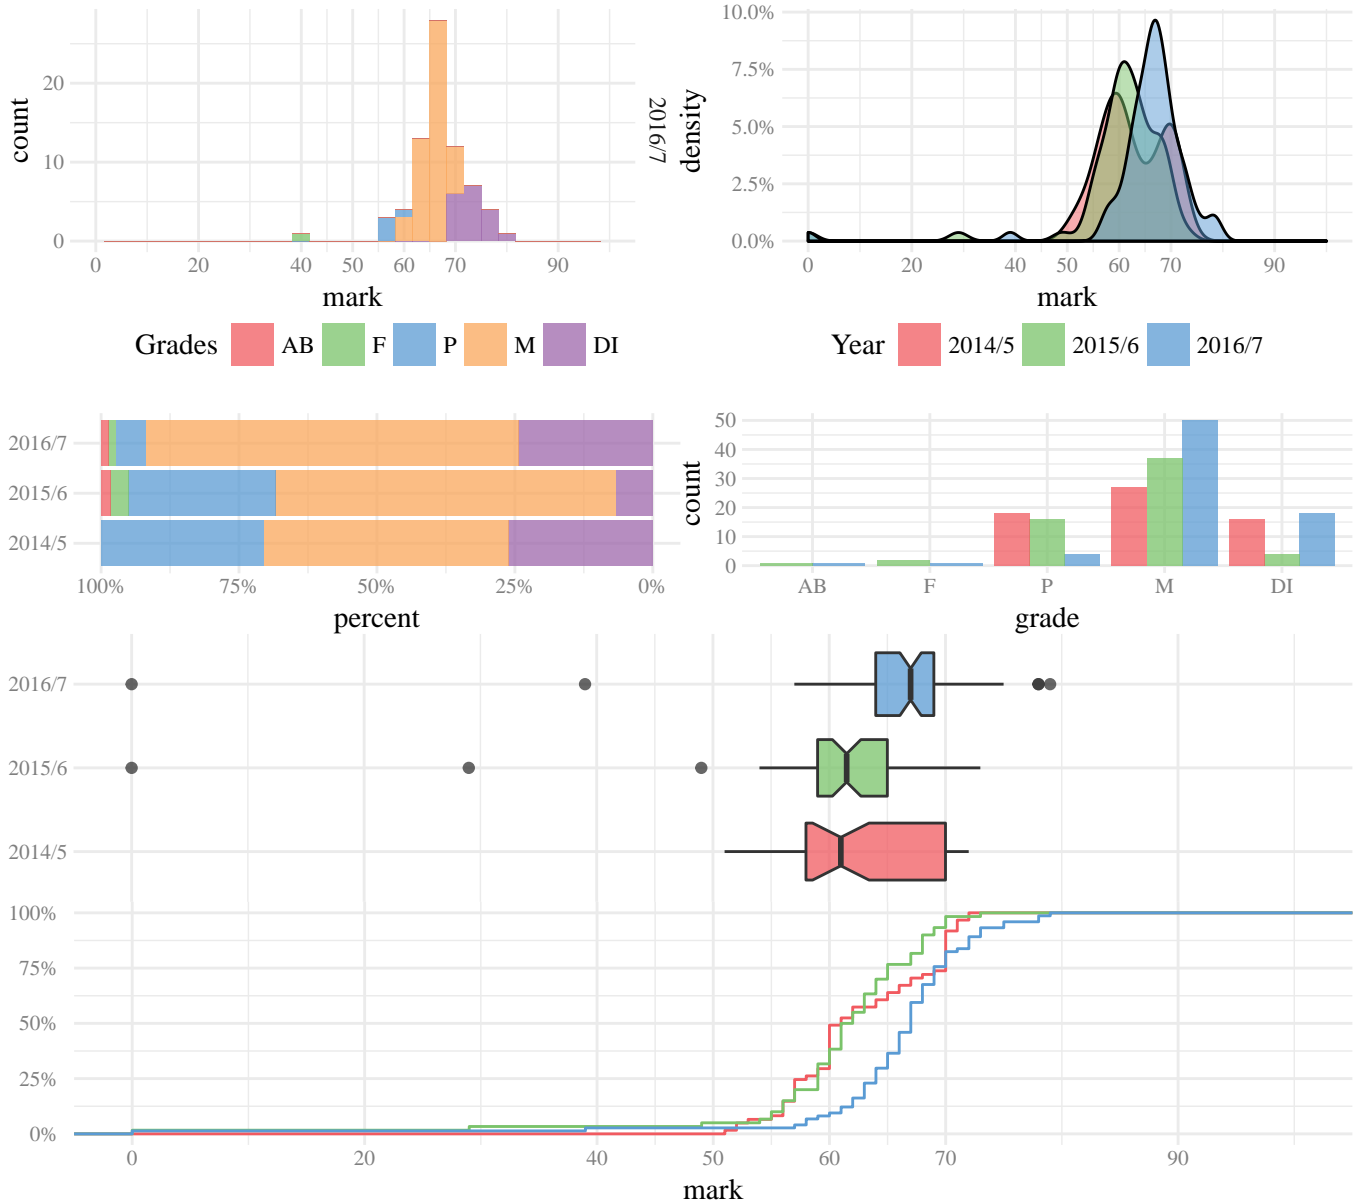 20
10
0
count
0 20 40 50 60 70 90
mark
2016/7
Grades AB F P M DI
10.0%
7.5%
5.0%
2.5%
0.0%
density
0 20 40 50 60 70 90
mark
Year 2014/5 2015/6 2016/7
2016/7
2015/6
2014/5
100% 75% 50% 25% 0%
percent
50
40
30
20
10
0
count
AB F P M DI
grade
2016/7
2015/6
2014/5
100%
75%
50%
25%
0%
0 20 40 50 60 70 90
mark